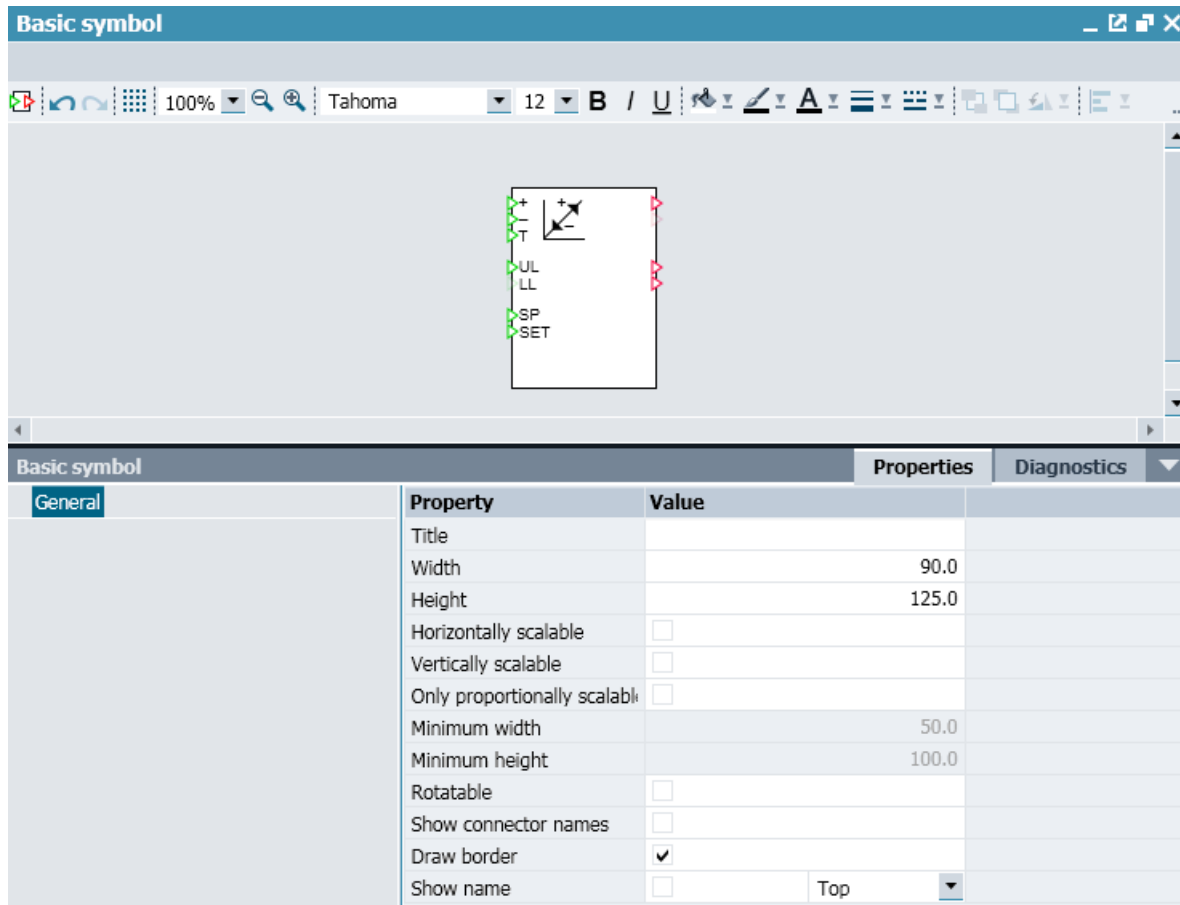 Basic symbol
100% Tahoma 12 B I U A
+ +
− −
T
UL
LL
SP
SET
Basic symbol Properties Diagnostics
General Property Value
Title
Width 90.0
Height 125.0
Horizontally scalable
Vertically scalable
Only proportionally scalabl
Minimum width 50.0
Minimum height 100.0
Rotatable
Show connector names
Draw border
Show name Top